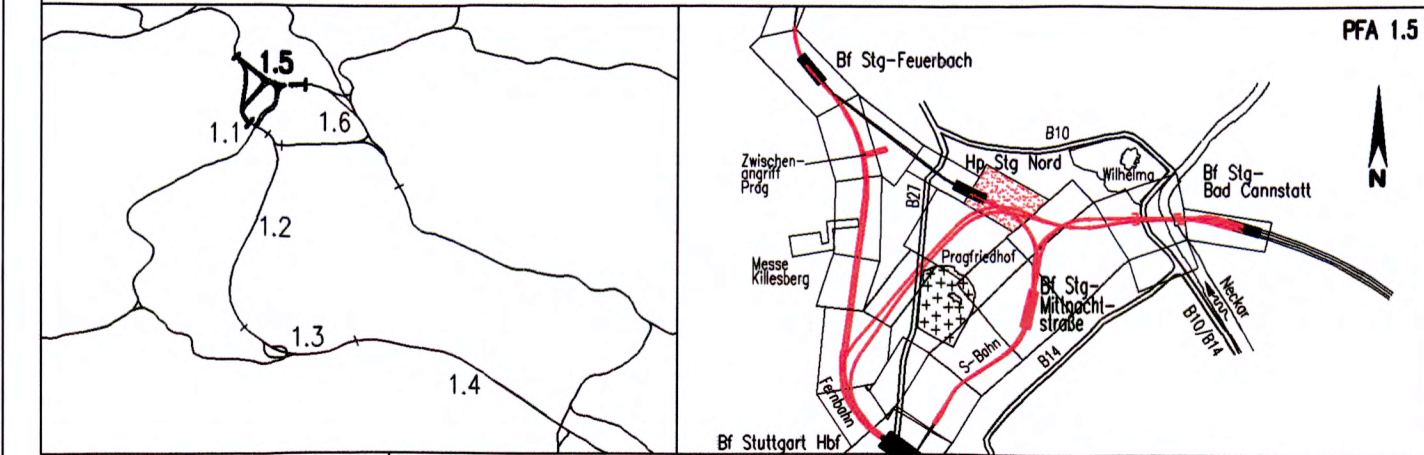 1.5
1.1
1.6
1.2
1.3
1.4
PFA 1.5
Bf Stg-Feuerbach
N
B10
Zwischen-
angriff
Prag
Hp Stg Nord
Wilhelma
Bf Stg-
Bad Cannstatt
B27
Messe
Killesberg
Pragfriedhof
Bf Stg-
Mittnacht-
straße
Neckar
B10/B14
S-Bahn
B14
Fernbahn
Bf Stuttgart Hbf